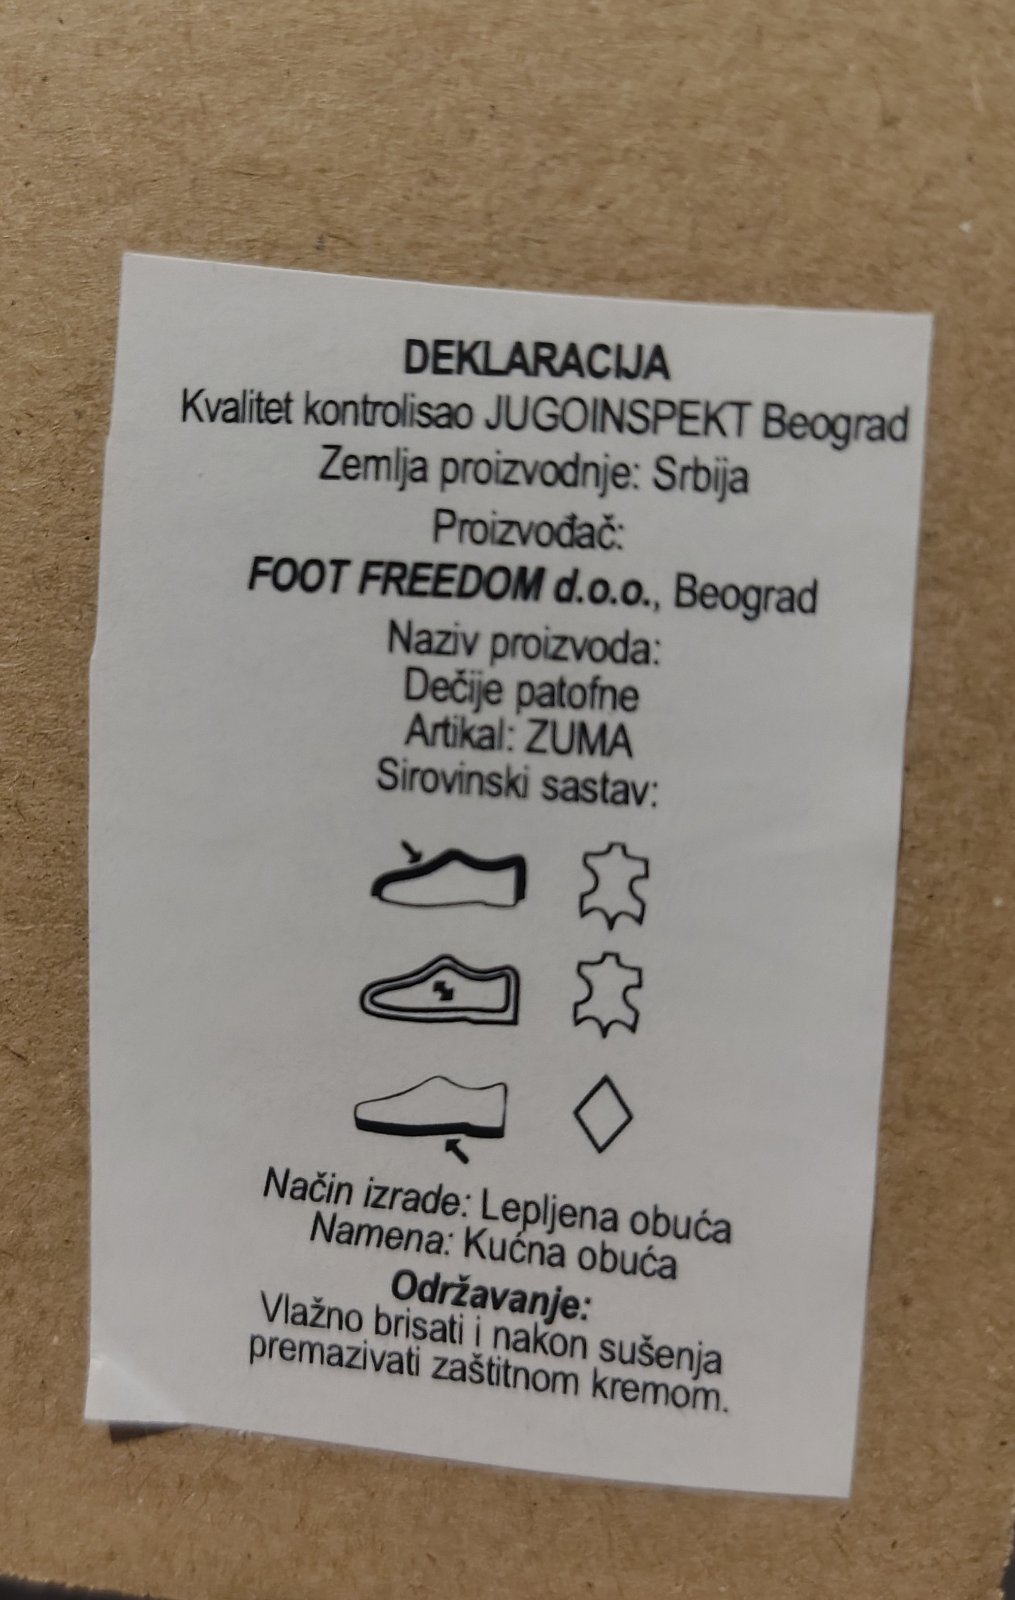 DEKLARACIJA
Kvalitet kontrolisao JUGOINSPEKT Beograd
Zemlja proizvodnje: Srbija
Proizvođač:
FOOT FREEDOM d.o.o., Beograd
Naziv proizvoda:
Dečije patofne
Artikal: ZUMA
Sirovinski sastav:
Način izrade: Lepljena obuća
Namena: Kućna obuća
Održavanje:
Vlažno brisati i nakon sušenja
premazivati zaštitnom kremom.